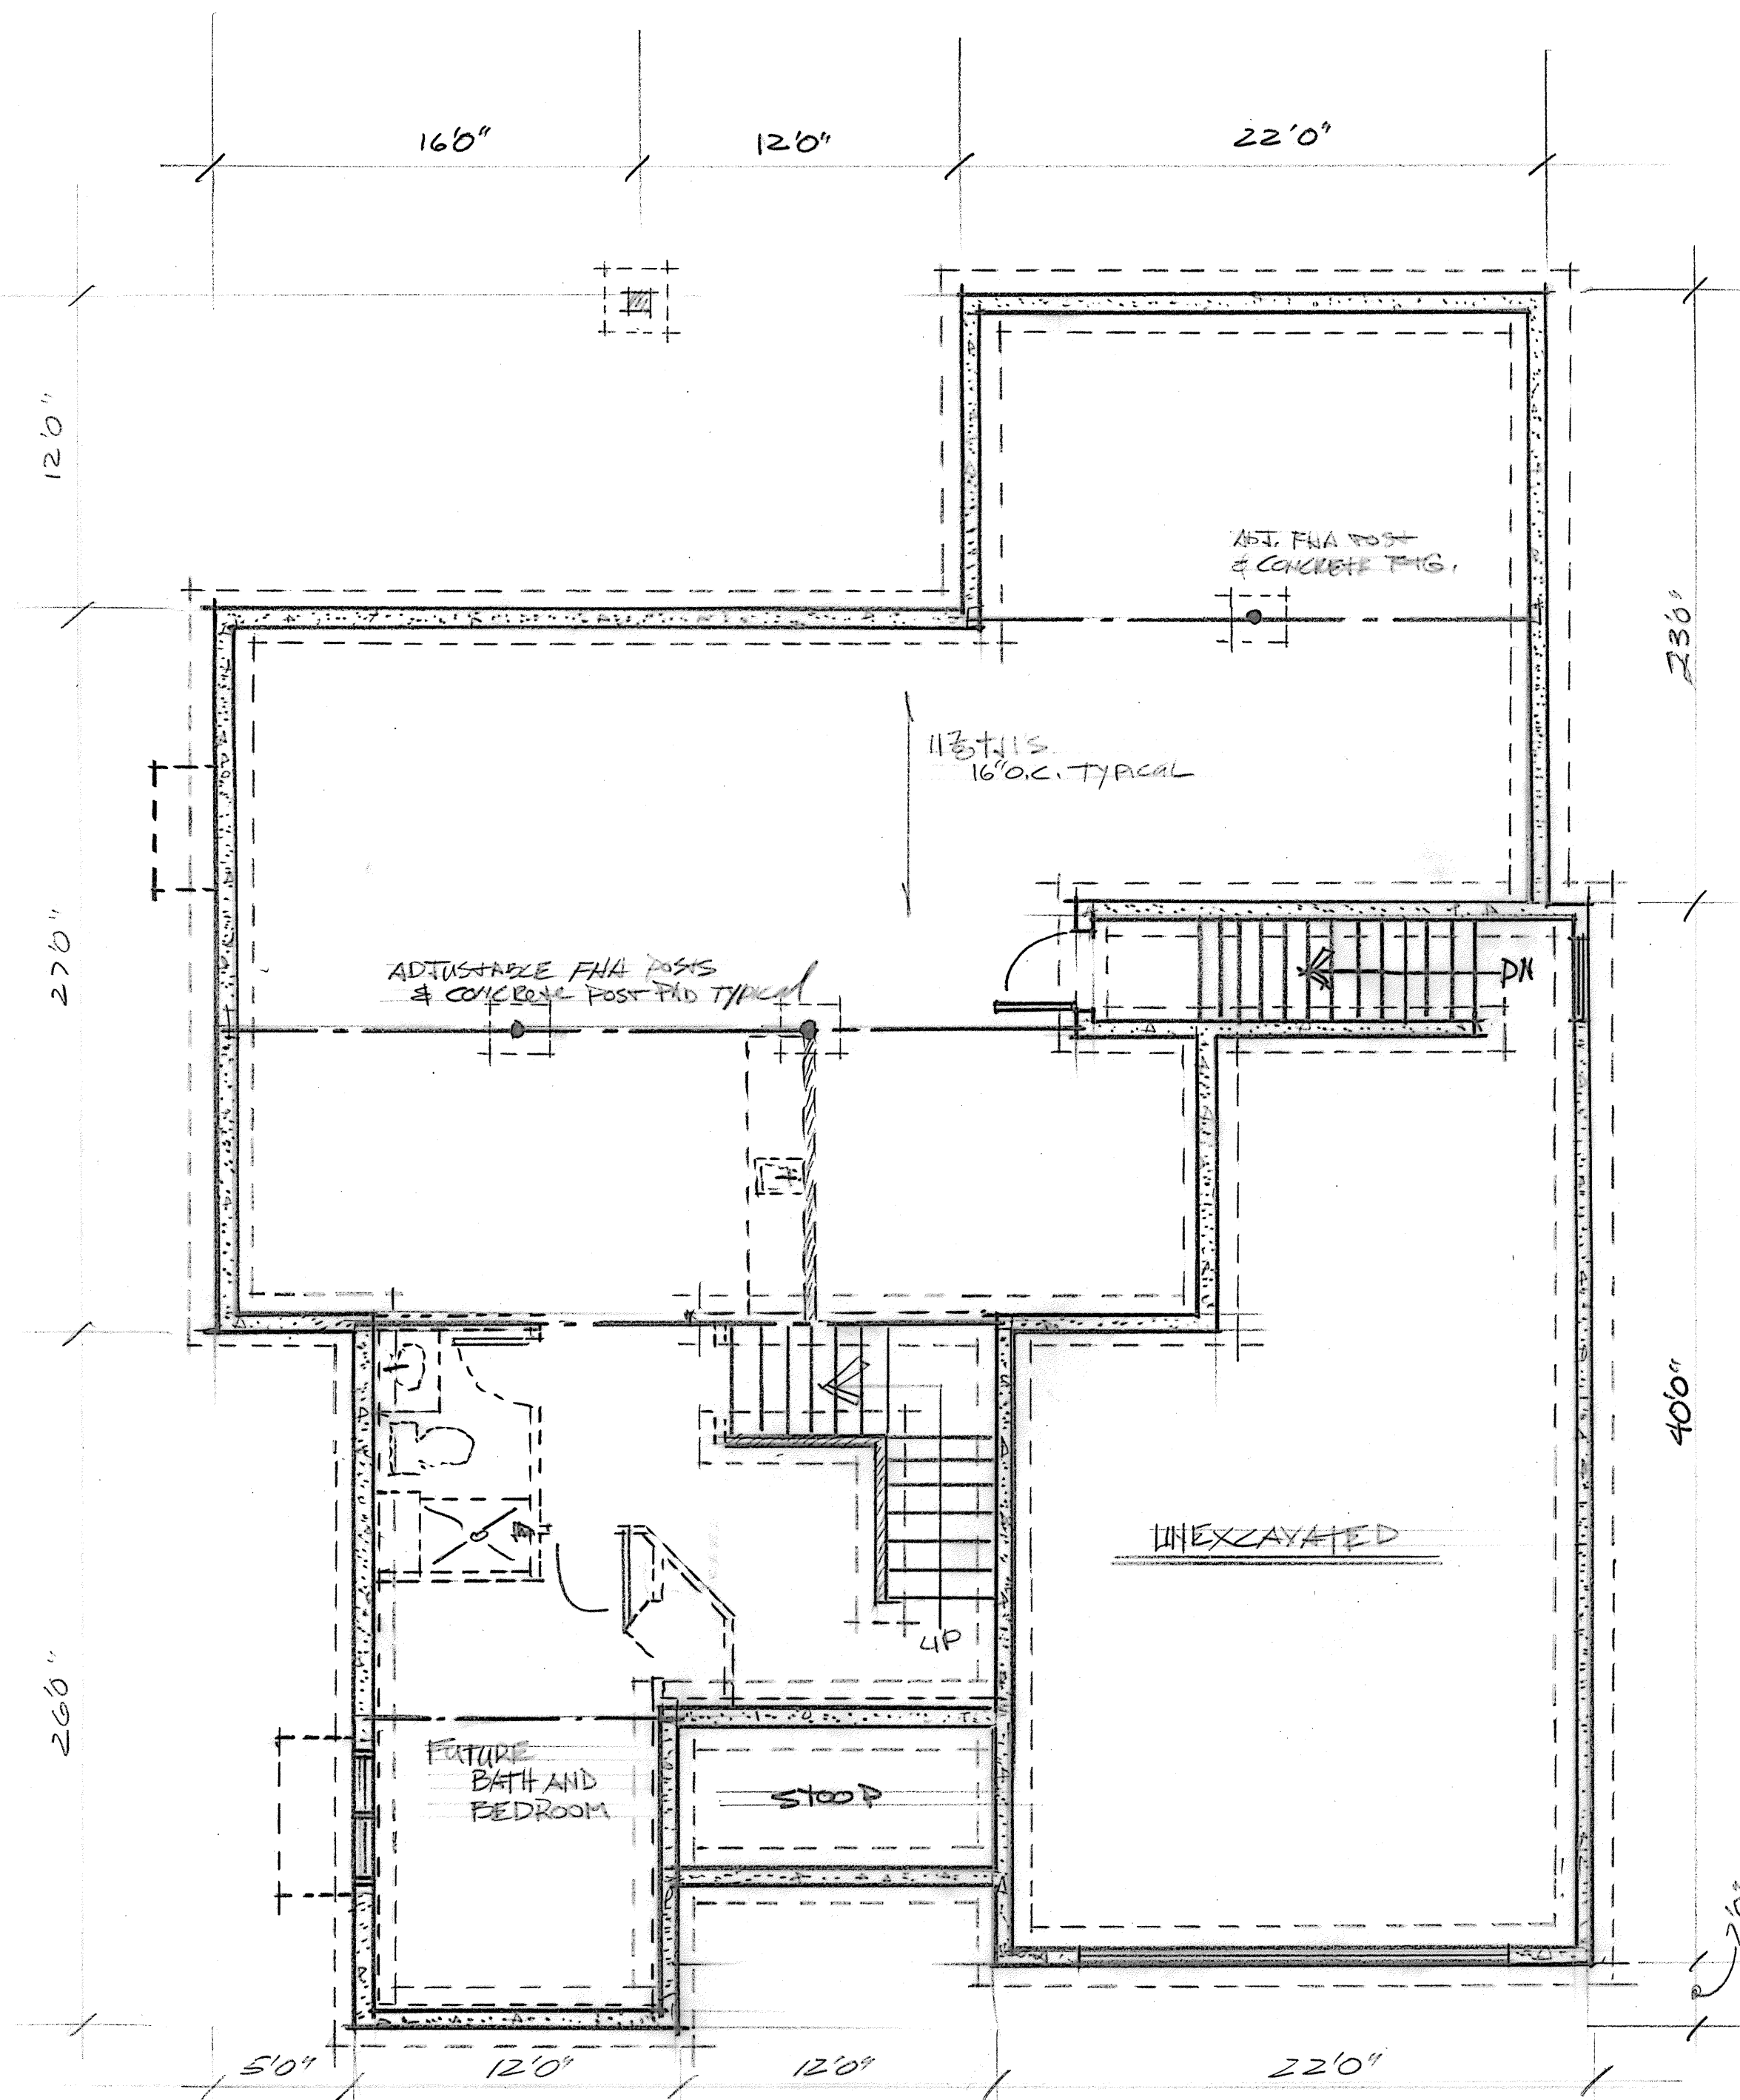 16'0" 12'0" 22'0"
12'0"
ADJ. FHA POST
& CONCRETE FTG.
23'0"
11 7/8 TJIS
16" O.C. TYPICAL
27'0"
ADJUSTABLE FHA POSTS
& CONCRETE POST PAD TYPICAL
DN
40'0"
UNEXCAVATED
UP
26'0"
FUTURE
BATH AND
BEDROOM
STOOP
5'0" 12'0" 12'0" 22'0"